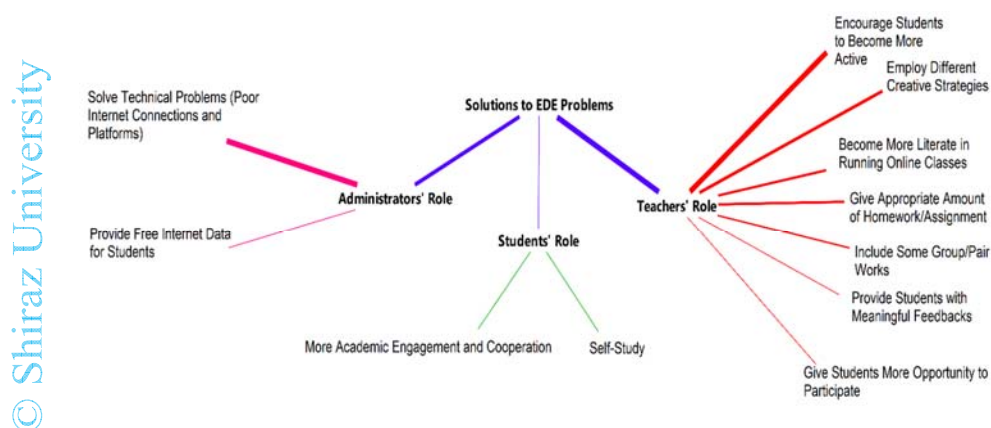 © Shiraz University
Solutions to EDE Problems
Administrators' Role
Solve Technical Problems (Poor
Internet Connections and
Platforms)
Provide Free Internet Data
for Students
Students' Role
More Academic Engagement and Cooperation
Self-Study
Teachers' Role
Encourage Students
to Become More
Active
Employ Different
Creative Strategies
Become More Literate in
Running Online Classes
Give Appropriate Amount
of Homework/Assignment
Include Some Group/Pair
Works
Provide Students with
Meaningful Feedbacks
Give Students More Opportunity to
Participate